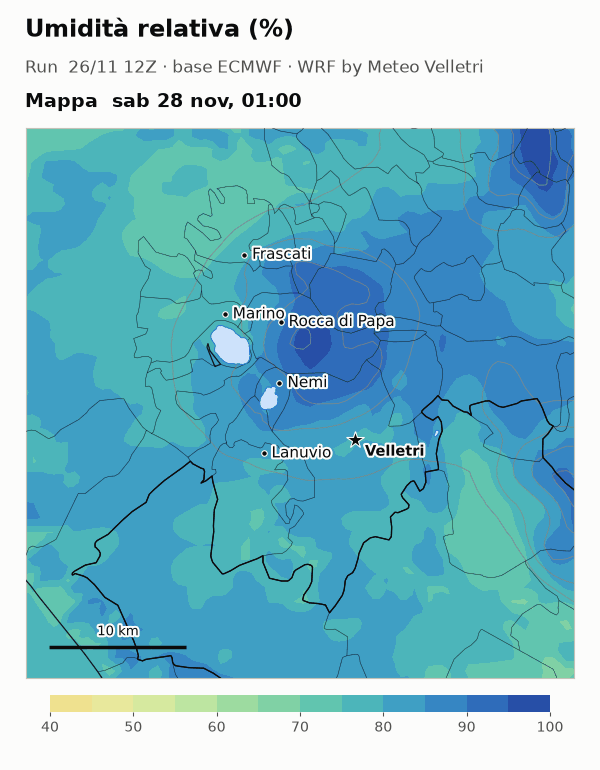 Umidità relativa (%)
Run  26/11 12Z · base ECMWF · WRF by Meteo Velletri
Mappa  sab 28 nov, 01:00
Frascati
Marino
Rocca di Papa
Nemi
Velletri
Lanuvio
10 km
40 50 60 70 80 90 100